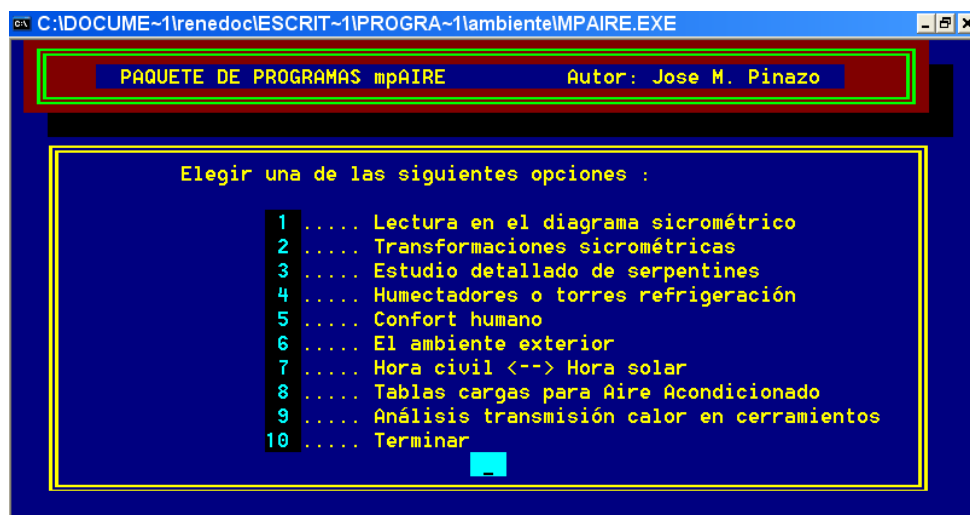 C:\DOCUME~1\renedoc\ESCRIT~1\PROGRA~1\ambiente\MPAIRE.EXE
PAQUETE DE PROGRAMAS mpAIRE Autor: Jose M. Pinazo
Elegir una de las siguientes opciones :
1 ..... Lectura en el diagrama sicrométrico
2 ..... Transformaciones sicrométricas
3 ..... Estudio detallado de serpentines
4 ..... Humectadores o torres refrigeración
5 ..... Confort humano
6 ..... El ambiente exterior
7 ..... Hora civil <--> Hora solar
8 ..... Tablas cargas para Aire Acondicionado
9 ..... Análisis transmisión calor en cerramientos
10 ..... Terminar